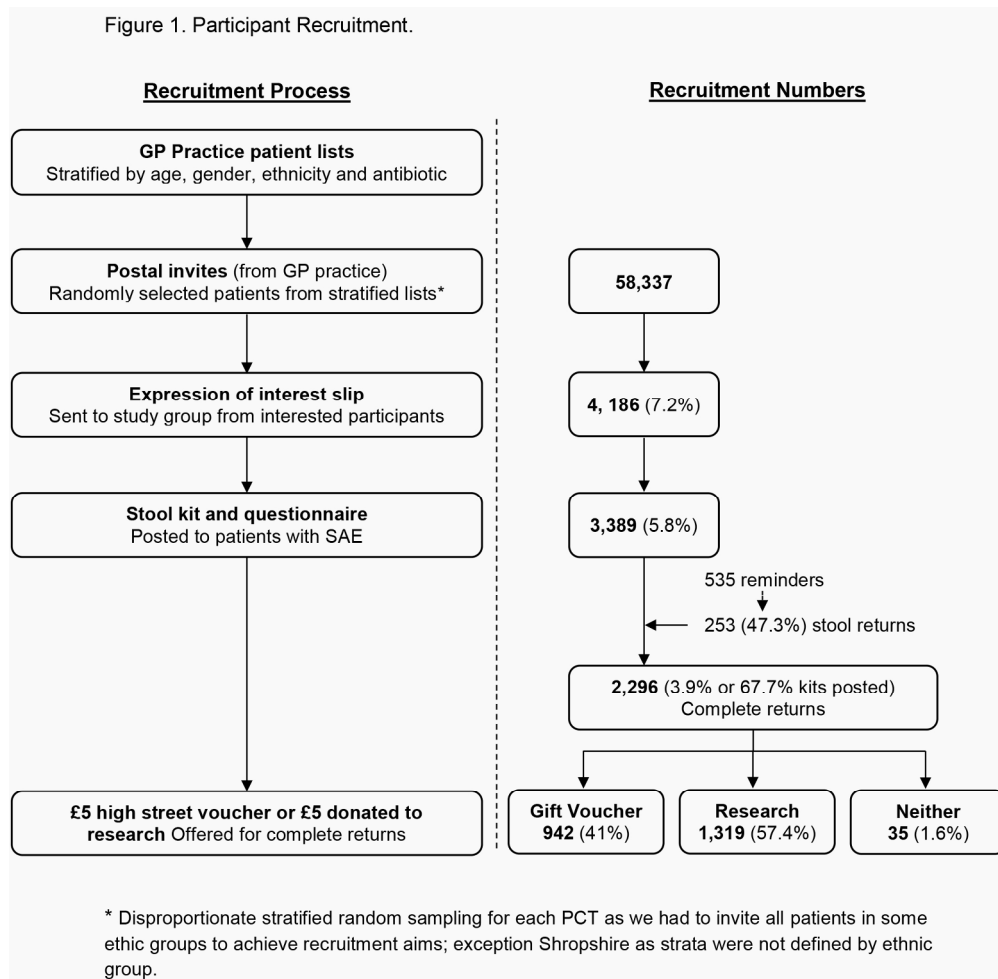 Figure 1. Participant Recruitment.
Recruitment Process
GP Practice patient lists
Stratified by age, gender, ethnicity and antibiotic
Postal invites (from GP practice)
Randomly selected patients from stratified lists*
Expression of interest slip
Sent to study group from interested participants
Stool kit and questionnaire
Posted to patients with SAE
£5 high street voucher or £5 donated to
research Offered for complete returns
Recruitment Numbers
58,337
4, 186 (7.2%)
3,389 (5.8%)
535 reminders
253 (47.3%) stool returns
2,296 (3.9% or 67.7% kits posted)
Complete returns
Gift Voucher
942 (41%)
Research
1,319 (57.4%)
Neither
35 (1.6%)
* Disproportionate stratified random sampling for each PCT as we had to invite all patients in some
ethic groups to achieve recruitment aims; exception Shropshire as strata were not defined by ethnic
group.